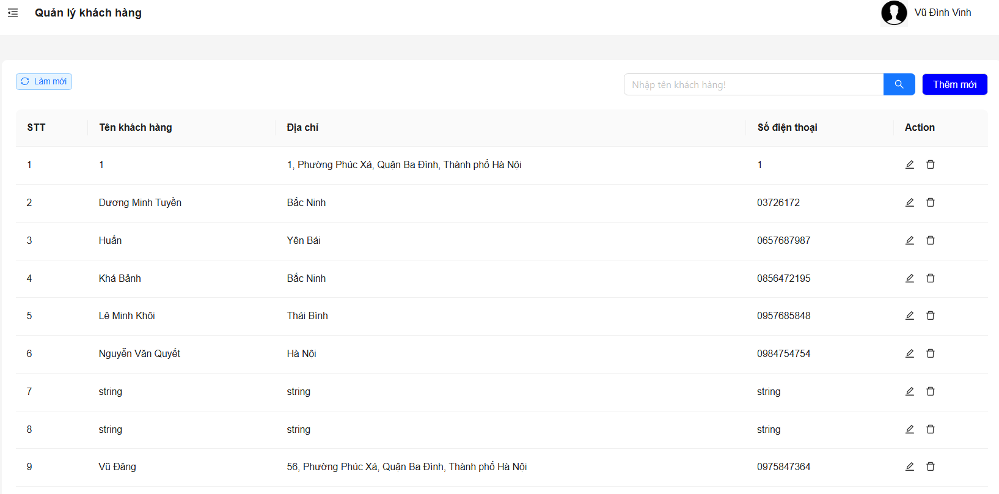 Quản lý khách hàng
Vũ Đình Vinh
Làm mới
Nhập tên khách hàng!
Thêm mới
STT Tên khách hàng Địa chỉ Số điện thoại Action
1 1 1, Phường Phúc Xá, Quận Ba Đình, Thành phố Hà Nội 1
2 Dương Minh Tuyền Bắc Ninh 03726172
3 Huấn Yên Bái 0657687987
4 Khá Bảnh Bắc Ninh 0856472195
5 Lê Minh Khôi Thái Bình 0957685848
6 Nguyễn Văn Quyết Hà Nội 0984754754
7 string string string
8 string string string
9 Vũ Đăng 56, Phường Phúc Xá, Quận Ba Đình, Thành phố Hà Nội 0975847364